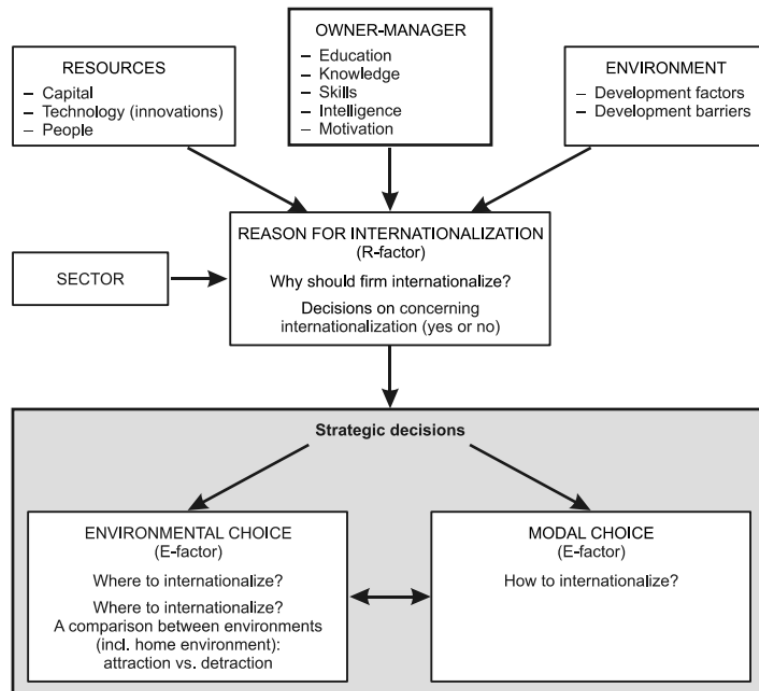 OWNER-MANAGER
– Education
– Knowledge
– Skills
– Intelligence
– Motivation
RESOURCES
– Capital
– Technology (innovations)
– People
ENVIRONMENT
– Development factors
– Development barriers
REASON FOR INTERNATIONALIZATION
(R-factor)
Why should firm internationalize?
Decisions on concerning
internationalization (yes or no)
SECTOR
Strategic decisions
ENVIRONMENTAL CHOICE
(E-factor)
Where to internationalize?
Where to internationalize?
A comparison between environments
(incl. home environment):
attraction vs. detraction
MODAL CHOICE
(E-factor)
How to internationalize?